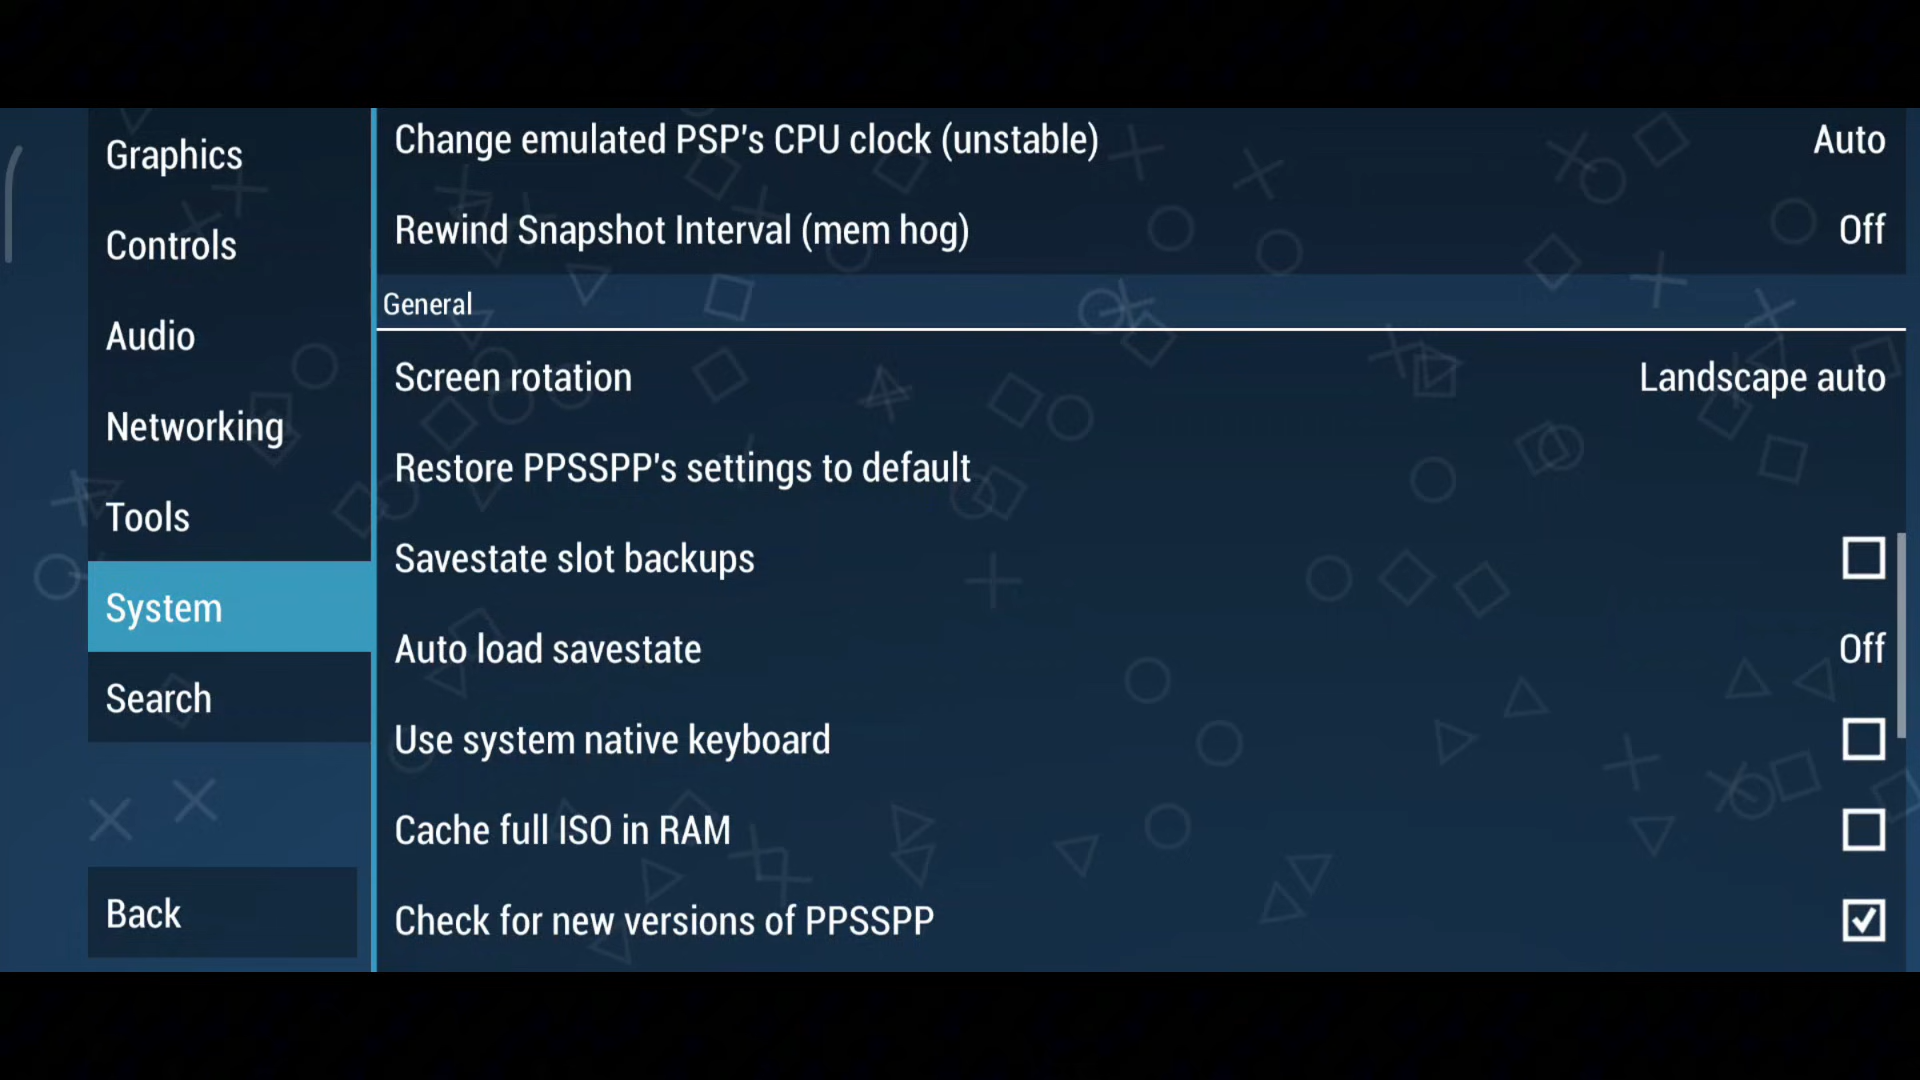 Graphics
Controls
Audio
Networking
Tools
System
Search
Back
Change emulated PSP's CPU clock (unstable) Auto
Rewind Snapshot Interval (mem hog) Off
General
Screen rotation Landscape auto
Restore PPSSPP's settings to default
Savestate slot backups
Auto load savestate Off
Use system native keyboard
Cache full ISO in RAM
Check for new versions of PPSSPP